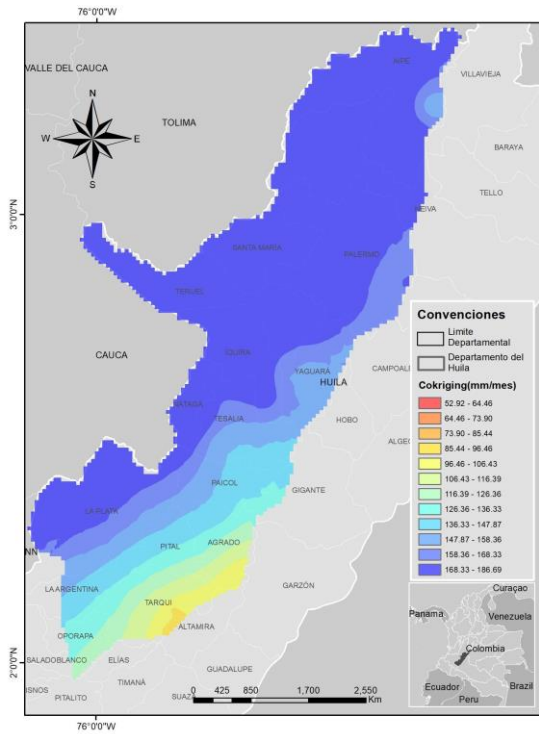 76°0'0"W
VALLE DEL CAUCA
AIPE
VILLAVIEJA
N
TOLIMA
W
E
BARAYA
S
TELLO
3°0'0"N
NEIVA
SANTA MARÍA
PALERMO
TERUEL
Convenciones
Limite
Departamental
Departamento del
Huila
CAUCA
IQUIRA
YAGUARÁ
HUILA
CAMPOALE
Cokriging(mm/mes)
52.92 - 64.46
64.46 - 73.90
73.90 - 85.44
85.44 - 96.46
96.46 - 106.43
106.43 - 116.39
116.39 - 126.36
126.36 - 136.33
136.33 - 147.87
147.87 - 158.36
158.36 - 168.33
168.33 - 186.69
NATAGA
TESALIA
HOBO
ALGEC
PAICOL
GIGANTE
LA PLATA
PITAL
AGRADO
LA ARGENTINA
GARZÓN
TARQUI
ALTAMIRA
OPORAPA
SALADOBLANCO
ELÍAS
GUADALUPE
TIMANÁ
ISNOS
PITALITO
SUAZA
2°0'0"N
0 425 850 1,700 2,550
Km
76°0'0"W
Curaçao
Panama
Venezuela
Colombia
Ecuador
Brazil
Peru